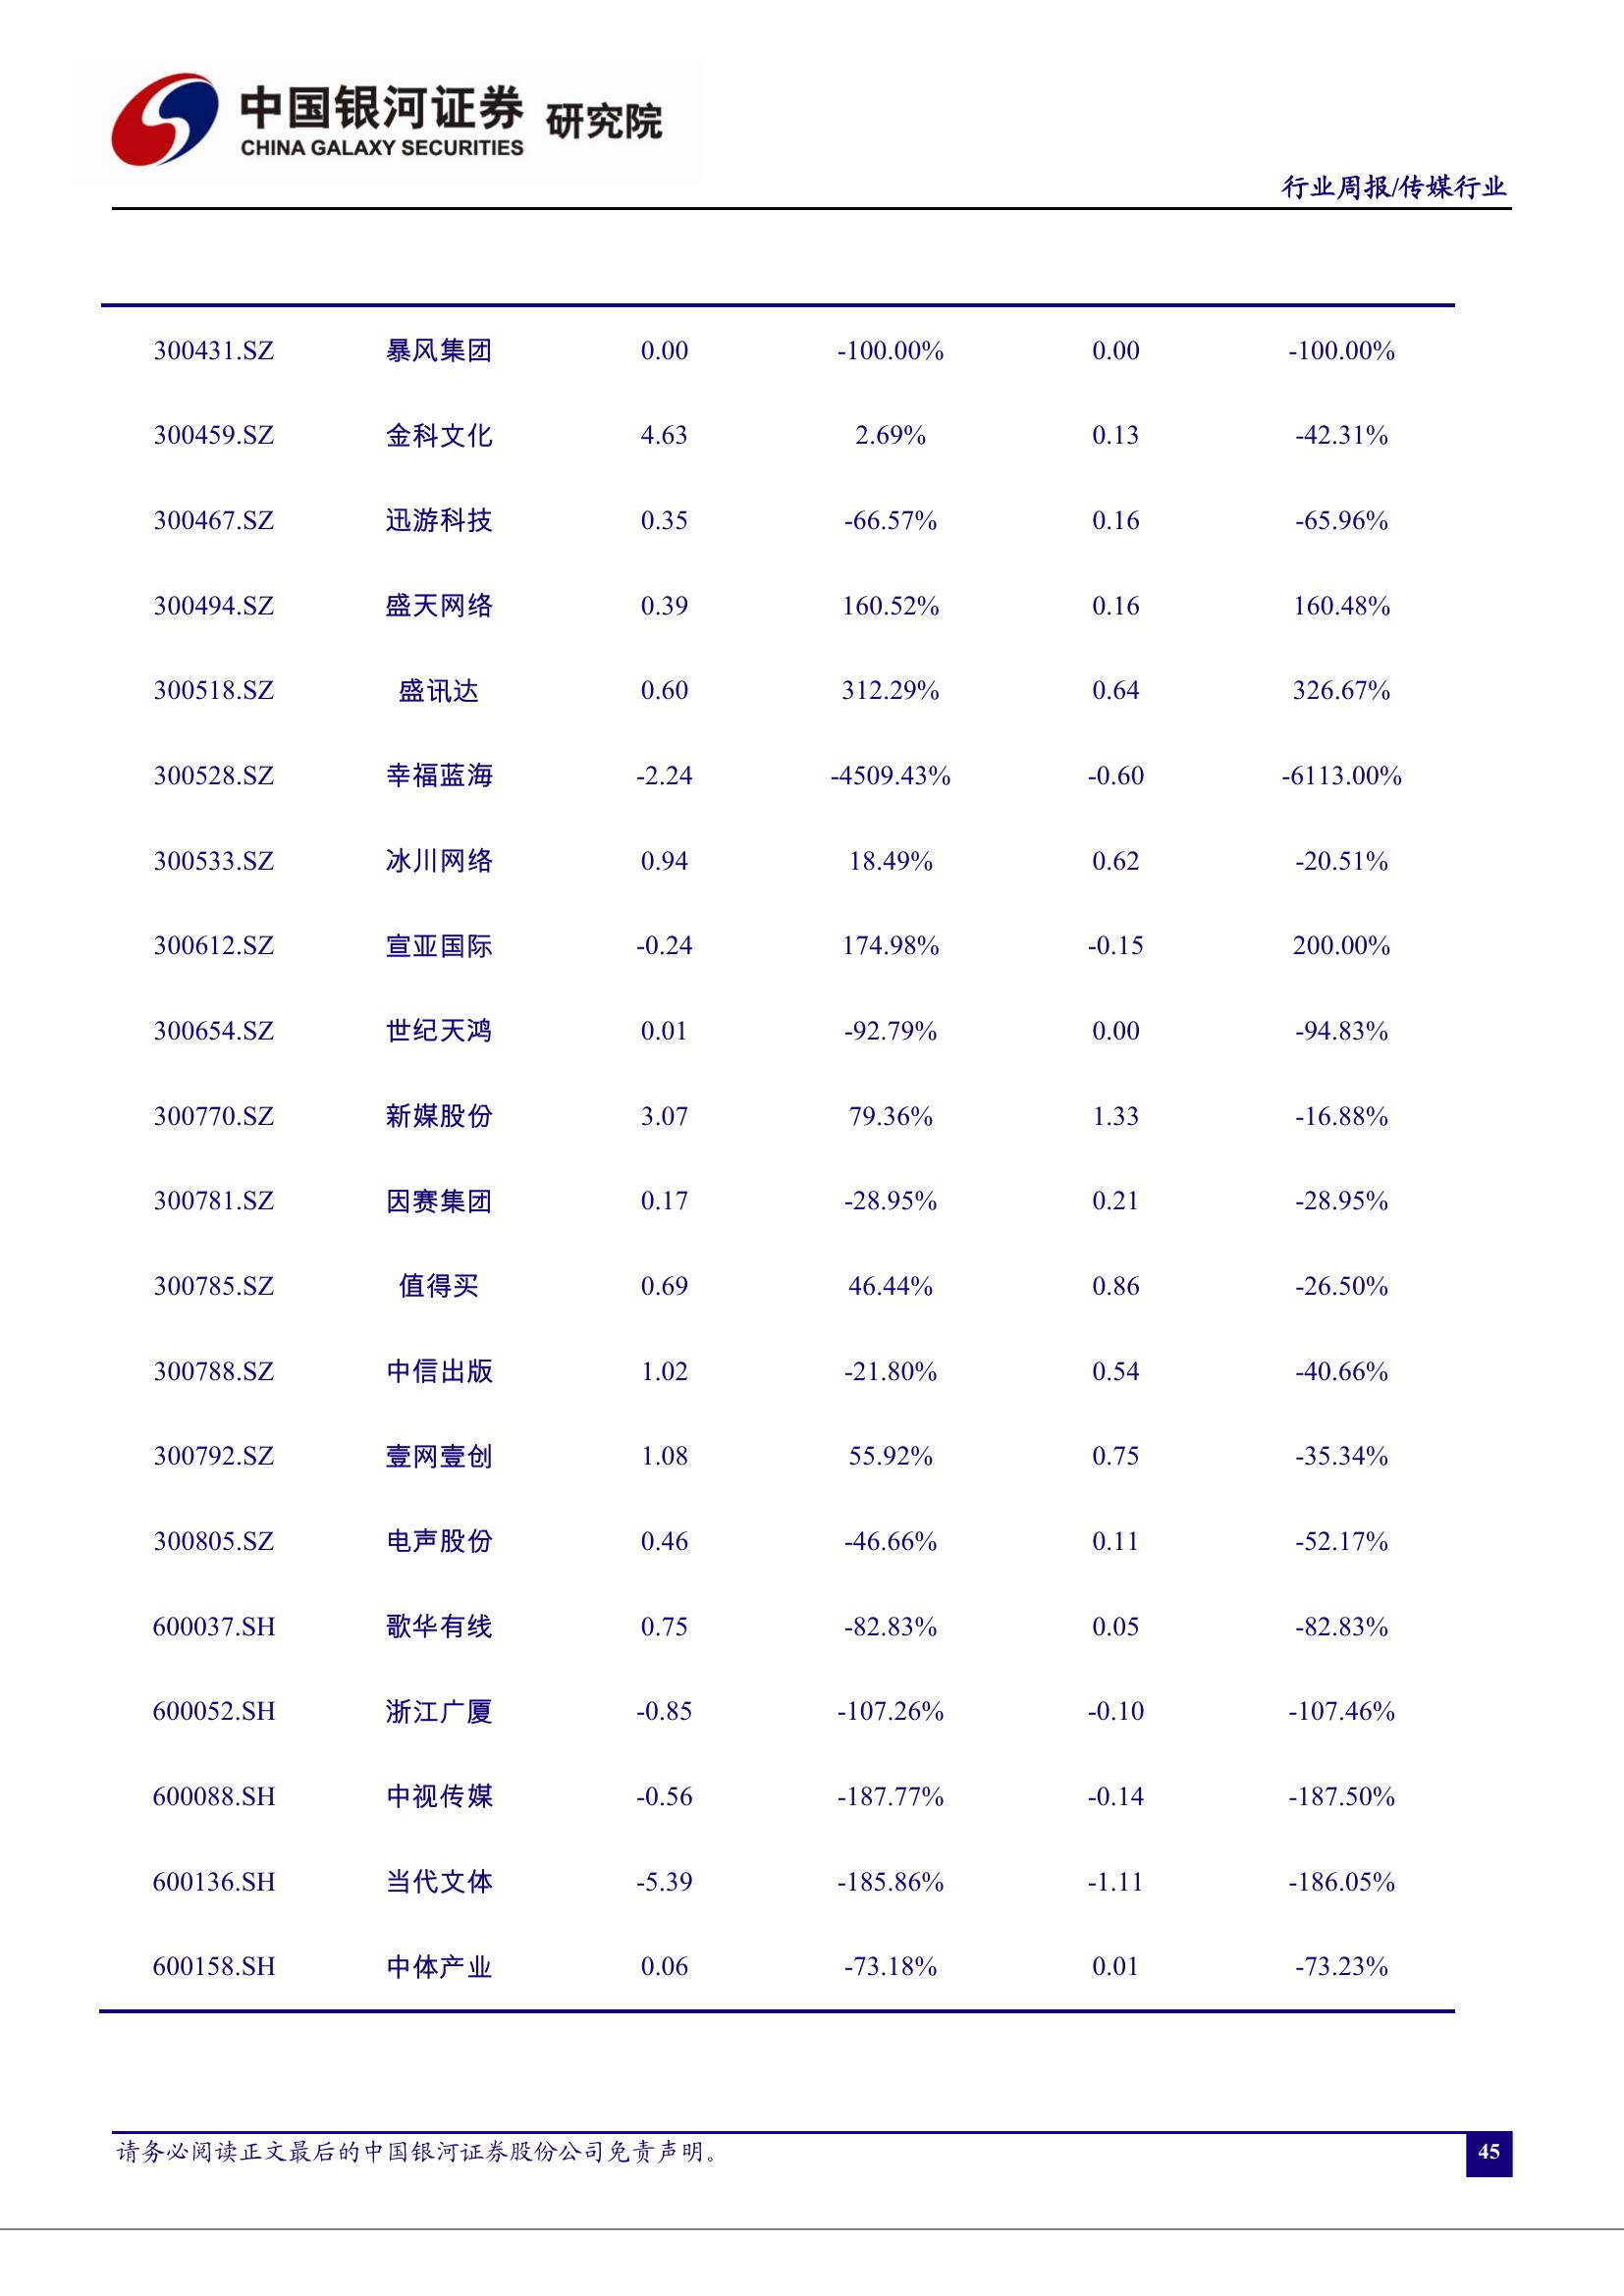 中国银河证券 研究院
CHINA GALAXY SECURITIES
行业周报/传媒行业
300431.SZ 暴风集团 0.00 -100.00% 0.00 -100.00%
300459.SZ 金科文化 4.63 2.69% 0.13 -42.31%
300467.SZ 迅游科技 0.35 -66.57% 0.16 -65.96%
300494.SZ 盛天网络 0.39 160.52% 0.16 160.48%
300518.SZ 盛讯达 0.60 312.29% 0.64 326.67%
300528.SZ 幸福蓝海 -2.24 -4509.43% -0.60 -6113.00%
300533.SZ 冰川网络 0.94 18.49% 0.62 -20.51%
300612.SZ 宣亚国际 -0.24 174.98% -0.15 200.00%
300654.SZ 世纪天鸿 0.01 -92.79% 0.00 -94.83%
300770.SZ 新媒股份 3.07 79.36% 1.33 -16.88%
300781.SZ 因赛集团 0.17 -28.95% 0.21 -28.95%
300785.SZ 值得买 0.69 46.44% 0.86 -26.50%
300788.SZ 中信出版 1.02 -21.80% 0.54 -40.66%
300792.SZ 壹网壹创 1.08 55.92% 0.75 -35.34%
300805.SZ 电声股份 0.46 -46.66% 0.11 -52.17%
600037.SH 歌华有线 0.75 -82.83% 0.05 -82.83%
600052.SH 浙江广厦 -0.85 -107.26% -0.10 -107.46%
600088.SH 中视传媒 -0.56 -187.77% -0.14 -187.50%
600136.SH 当代文体 -5.39 -185.86% -1.11 -186.05%
600158.SH 中体产业 0.06 -73.18% 0.01 -73.23%
请务必阅读正文最后的中国银河证券股份公司免责声明。
45